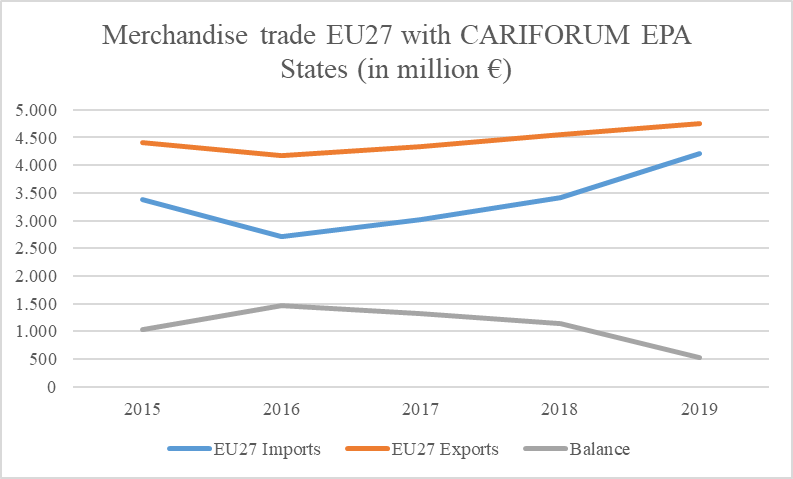 Merchandise trade EU27 with CARIFORUM EPA
States (in million €)
5.000
4.500
4.000
3.500
3.000
2.500
2.000
1.500
1.000
500
0
2015 2016 2017 2018 2019
EU27 Imports EU27 Exports Balance